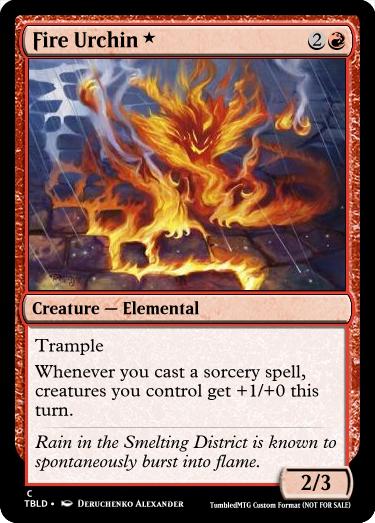 Fire Urchin ★ 2
Creature — Elemental
Trample
Whenever you cast a sorcery spell,
creatures you control get +1/+0 this
turn.
Rain in the Smelting District is known to
spontaneously burst into flame.
2/3
C
TBLD • Deruchenko Alexander
TumbledMTG Custom Format (NOT FOR SALE)